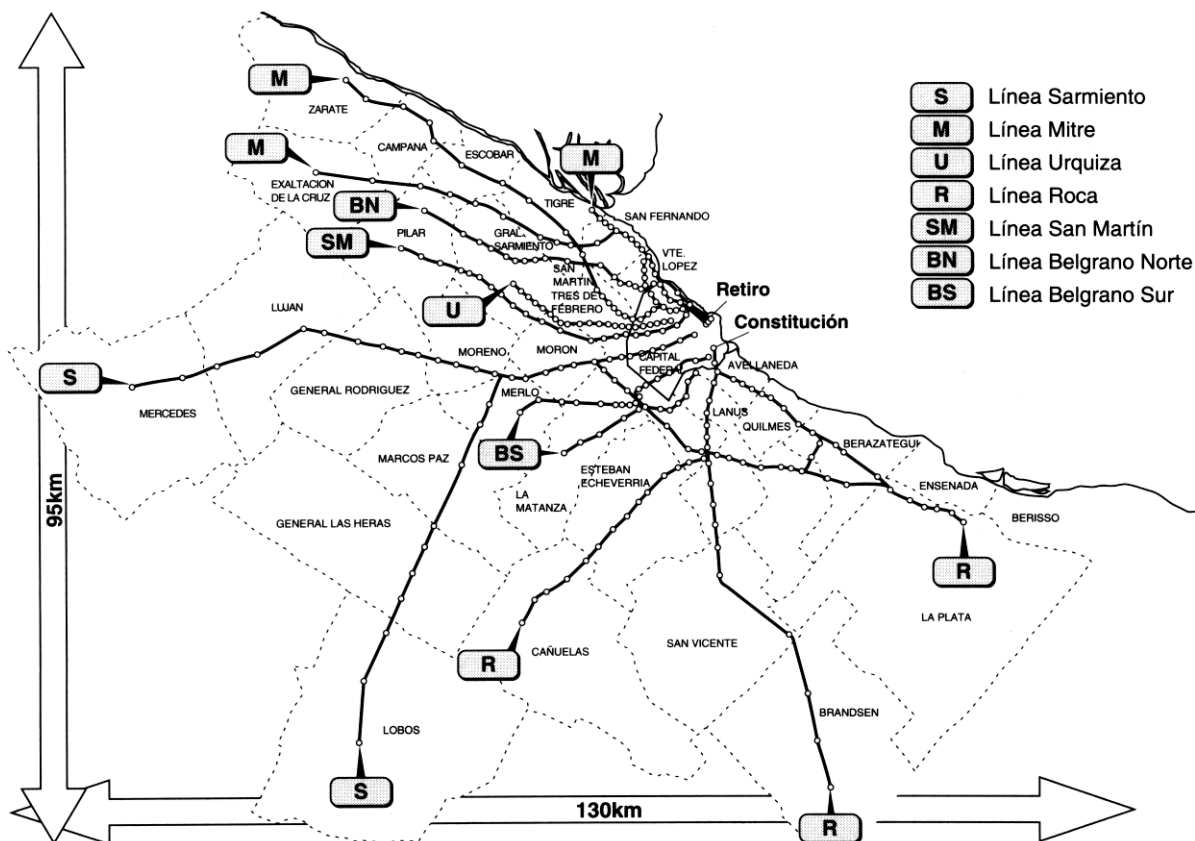 M
ZARATE
M
CAMPANA
ESCOBAR
M
EXALTACION
DE LA CRUZ
BN
TIGRE
SAN FERNANDO
SM
PILAR
GRAL.
SARMIENTO
VTE.
LOPEZ
SAN
MARTIN
TRES DE
FEBRERO
U
LUJAN
Retiro
Constitución
MORENO
MORON
CAPITAL
FEDERAL
AVELLANEDA
S
MERCEDES
GENERAL RODRIGUEZ
MERLO
LANUS
QUILMES
BERAZATEGUI
BS
MARCOS PAZ
ESTEBAN
ECHEVERRIA
LA
MATANZA
ENSENADA
BERISSO
GENERAL LAS HERAS
R
LA PLATA
R
CAÑUELAS
SAN VICENTE
BRANDSEN
LOBOS
S
R
95km
130km
S Línea Sarmiento
M Línea Mitre
U Línea Urquiza
R Línea Roca
SM Línea San Martín
BN Línea Belgrano Norte
BS Línea Belgrano Sur